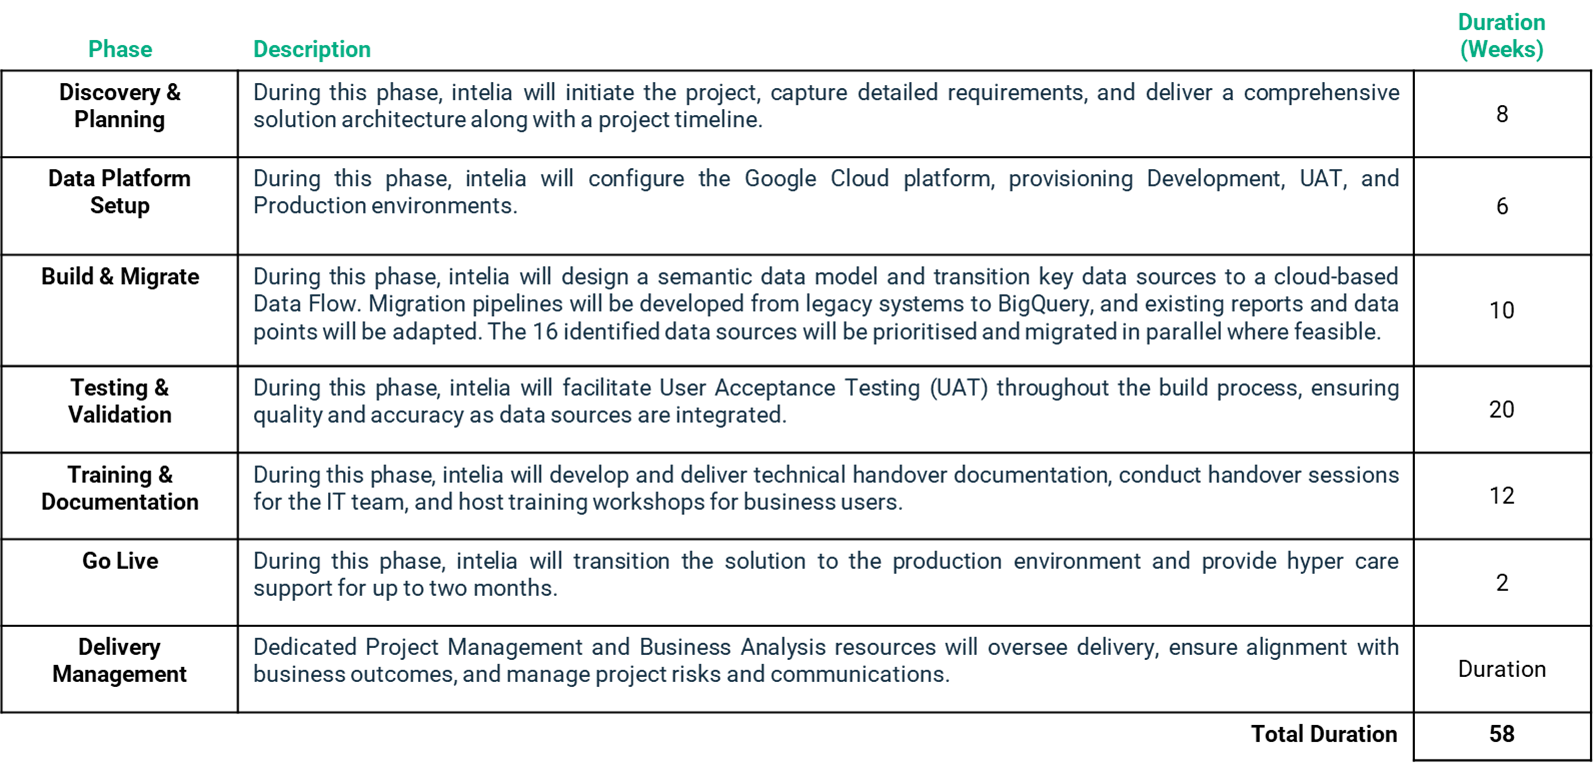 Phase Description Duration (Weeks)
Discovery &
Planning
During this phase, intelia will initiate the project, capture detailed requirements, and deliver a comprehensive
solution architecture along with a project timeline.
8
Data Platform
Setup
During this phase, intelia will configure the Google Cloud platform, provisioning Development, UAT, and
Production environments.
6
Build & Migrate
During this phase, intelia will design a semantic data model and transition key data sources to a cloud-based
Data Flow. Migration pipelines will be developed from legacy systems to BigQuery, and existing reports and data
points will be adapted. The 16 identified data sources will be prioritised and migrated in parallel where feasible.
10
Testing &
Validation
During this phase, intelia will facilitate User Acceptance Testing (UAT) throughout the build process, ensuring
quality and accuracy as data sources are integrated.
20
Training &
Documentation
During this phase, intelia will develop and deliver technical handover documentation, conduct handover sessions
for the IT team, and host training workshops for business users.
12
Go Live
During this phase, intelia will transition the solution to the production environment and provide hyper care
support for up to two months.
2
Delivery
Management
Dedicated Project Management and Business Analysis resources will oversee delivery, ensure alignment with
business outcomes, and manage project risks and communications.
Duration
Total Duration 58